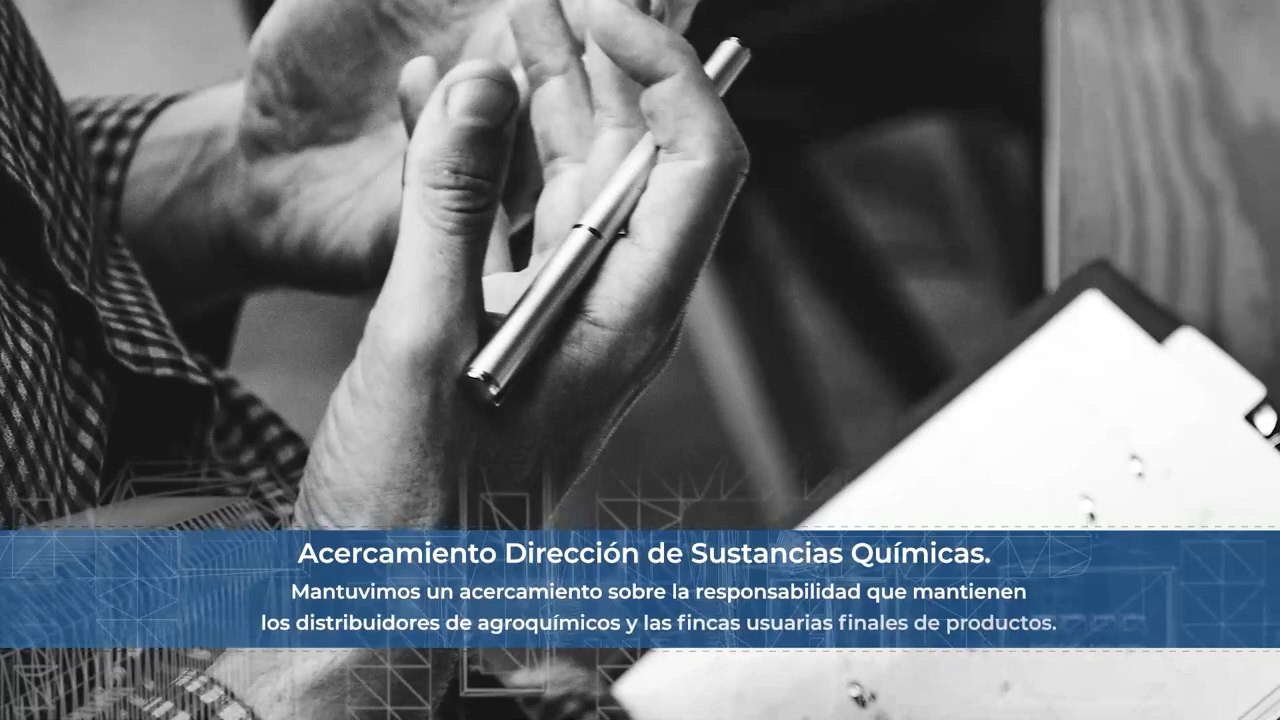 Acercamiento Dirección de Sustancias Químicas.
Mantuvimos un acercamiento sobre la responsabilidad que mantienen
los distribuidores de agroquímicos y las fincas usuarias finales de productos.